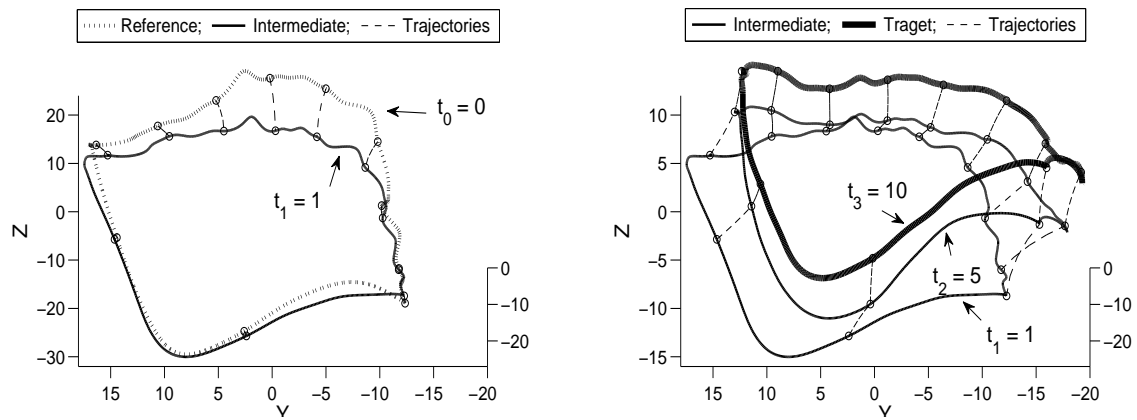 Reference; Intermediate; Trajectories
20
10
0
−10
−20
−30
Z
t0 = 0
t1 = 1
0
−10
−20
15 10 5 0 −5 −10 −15 −20
Y
Intermediate; Traget; Trajectories
20
15
10
5
0
−5
−10
−15
Z
t3 = 10
t2 = 5
t1 = 1
0
−10
−20
15 10 5 0 −5 −10 −15 −20
Y